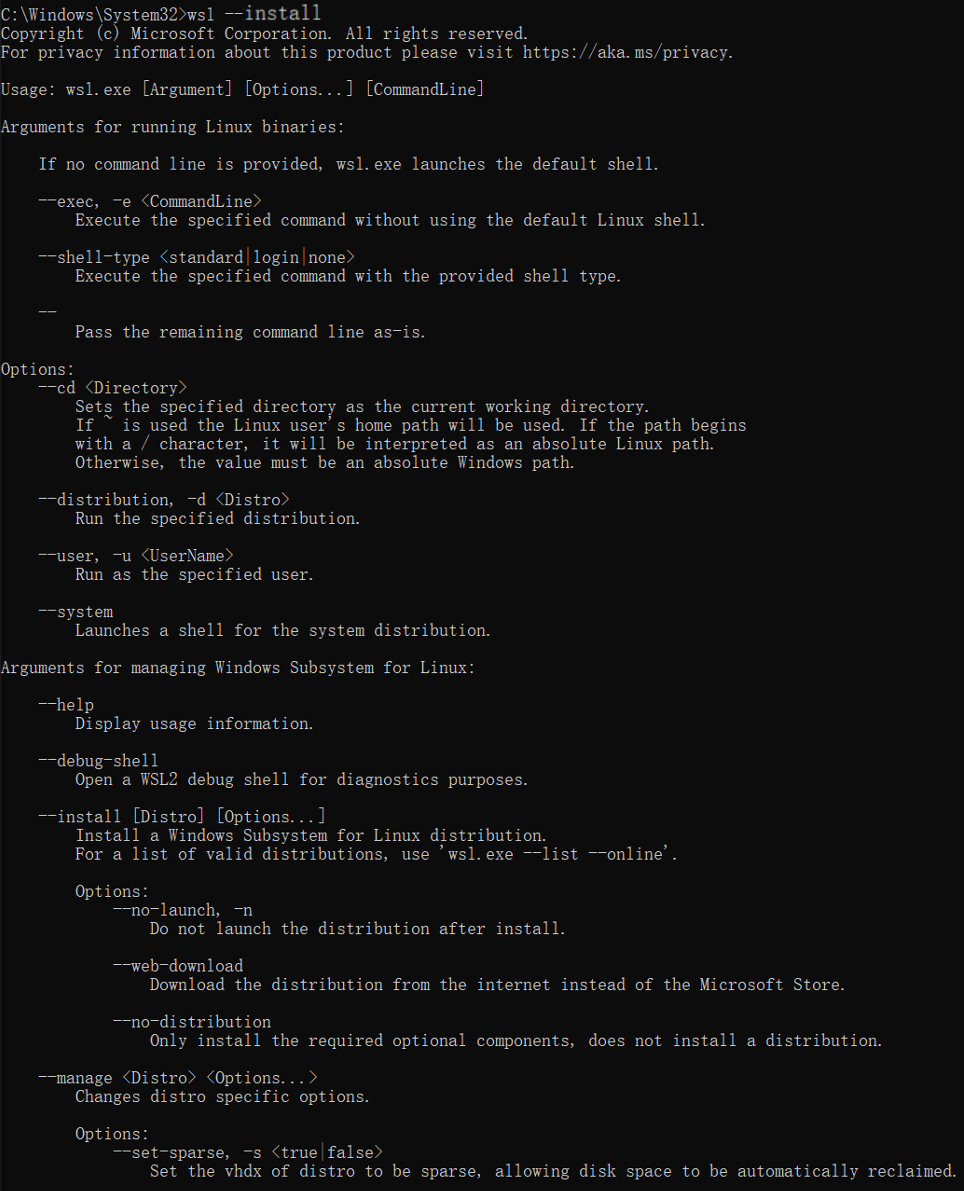 C:\Windows\System32>wsl --install
Copyright (c) Microsoft Corporation. All rights reserved.
For privacy information about this product please visit https://aka.ms/privacy.
Usage: wsl.exe [Argument] [Options...] [CommandLine]
Arguments for running Linux binaries:
If no command line is provided, wsl.exe launches the default shell.
--exec, -e <CommandLine>
Execute the specified command without using the default Linux shell.
--shell-type <standard|login|none>
Execute the specified command with the provided shell type.
--
Pass the remaining command line as-is.
Options:
--cd <Directory>
Sets the specified directory as the current working directory.
If ~ is used the Linux user's home path will be used. If the path begins
with a / character, it will be interpreted as an absolute Linux path.
Otherwise, the value must be an absolute Windows path.
--distribution, -d <Distro>
Run the specified distribution.
--user, -u <UserName>
Run as the specified user.
--system
Launches a shell for the system distribution.
Arguments for managing Windows Subsystem for Linux:
--help
Display usage information.
--debug-shell
Open a WSL2 debug shell for diagnostics purposes.
--install [Distro] [Options...]
Install a Windows Subsystem for Linux distribution.
For a list of valid distributions, use 'wsl.exe --list --online'.
Options:
--no-launch, -n
Do not launch the distribution after install.
--web-download
Download the distribution from the internet instead of the Microsoft Store.
--no-distribution
Only install the required optional components, does not install a distribution.
--manage <Distro> <Options...>
Changes distro specific options.
Options:
--set-sparse, -s <true|false>
Set the vhdx of distro to be sparse, allowing disk space to be automatically reclaimed.